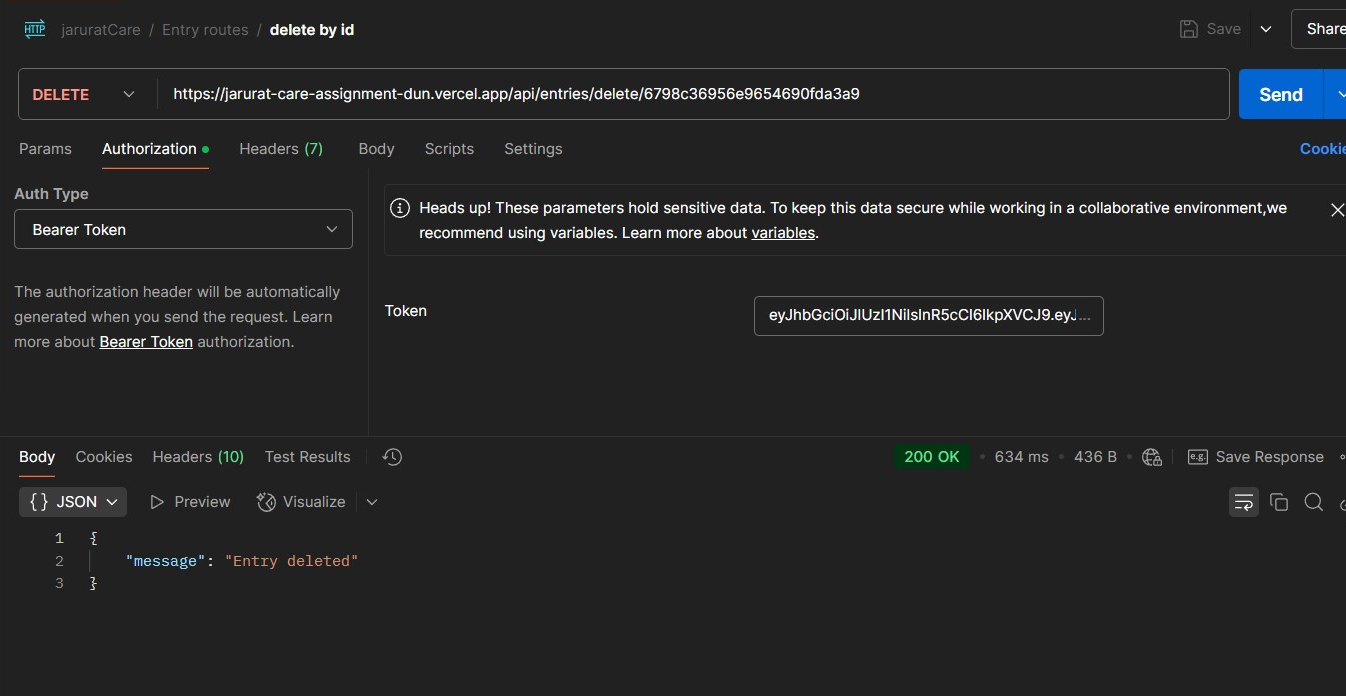 HTTP jaruratCare / Entry routes / delete by id Save Share
DELETE https://jarurat-care-assignment-dun.vercel.app/api/entries/delete/6798c36956e9654690fda3a9 Send
Params Authorization Headers (7) Body Scripts Settings Cookie
Auth Type
Bearer Token
Heads up! These parameters hold sensitive data. To keep this data secure while working in a collaborative environment,we
recommend using variables. Learn more about variables.
The authorization header will be automatically
generated when you send the request. Learn
more about Bearer Token authorization.
Token eyJhbGciOiJIUzI1NiIsInR5cCI6IkpXVCJ9.eyJ...
Body Cookies Headers (10) Test Results 200 OK • 634 ms • 436 B • e.g. Save Response
{} JSON Preview Visualize
1 {
2 "message": "Entry deleted"
3 }